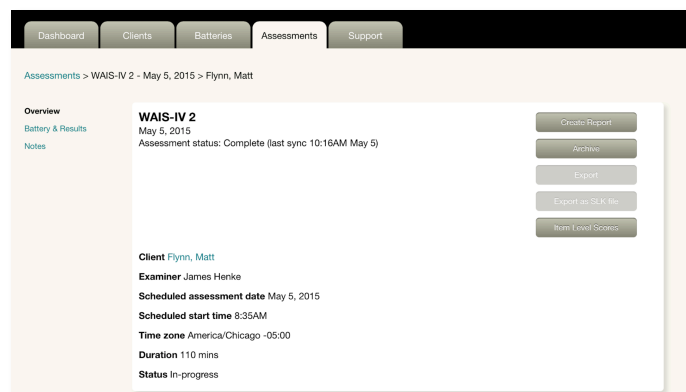 Dashboard
Clients
Batteries
Assessments
Support
Assessments > WAIS-IV 2 - May 5, 2015 > Flynn, Matt
Overview
Battery & Results
Notes
WAIS-IV 2
May 5, 2015
Assessment status: Complete (last sync 10:16AM May 5)
Create Report
Archive
Export
Export as SLK file
Item Level Scores
Client Flynn, Matt
Examiner James Henke
Scheduled assessment date May 5, 2015
Scheduled start time 8:35AM
Time zone America/Chicago -05:00
Duration 110 mins
Status In-progress